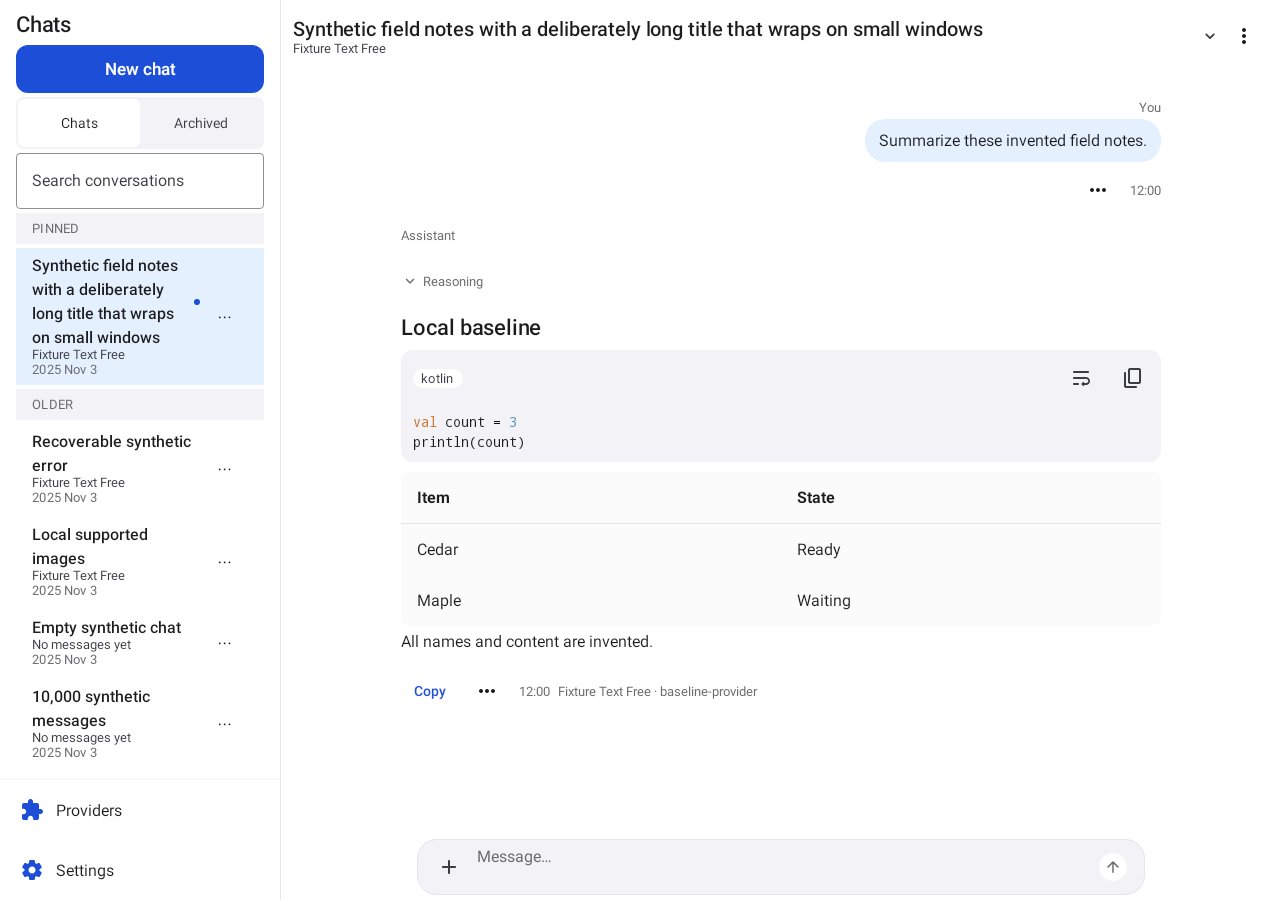 Chats
New chat
Chats
Archived
Search conversations
PINNED
Synthetic field notes
with a deliberately
long title that wraps
on small windows
Fixture Text Free
2025 Nov 3
...
OLDER
Recoverable synthetic
error
Fixture Text Free
2025 Nov 3
...
Local supported
images
Fixture Text Free
2025 Nov 3
...
Empty synthetic chat
No messages yet
2025 Nov 3
...
10,000 synthetic
messages
No messages yet
2025 Nov 3
...
Providers
Settings
Synthetic field notes with a deliberately long title that wraps on small windows
Fixture Text Free
You
Summarize these invented field notes.
12:00
Assistant
Reasoning
Local baseline
kotlin
val count = 3
println(count)
Item State
Cedar Ready
Maple Waiting
All names and content are invented.
Copy 12:00 Fixture Text Free · baseline-provider
Message…